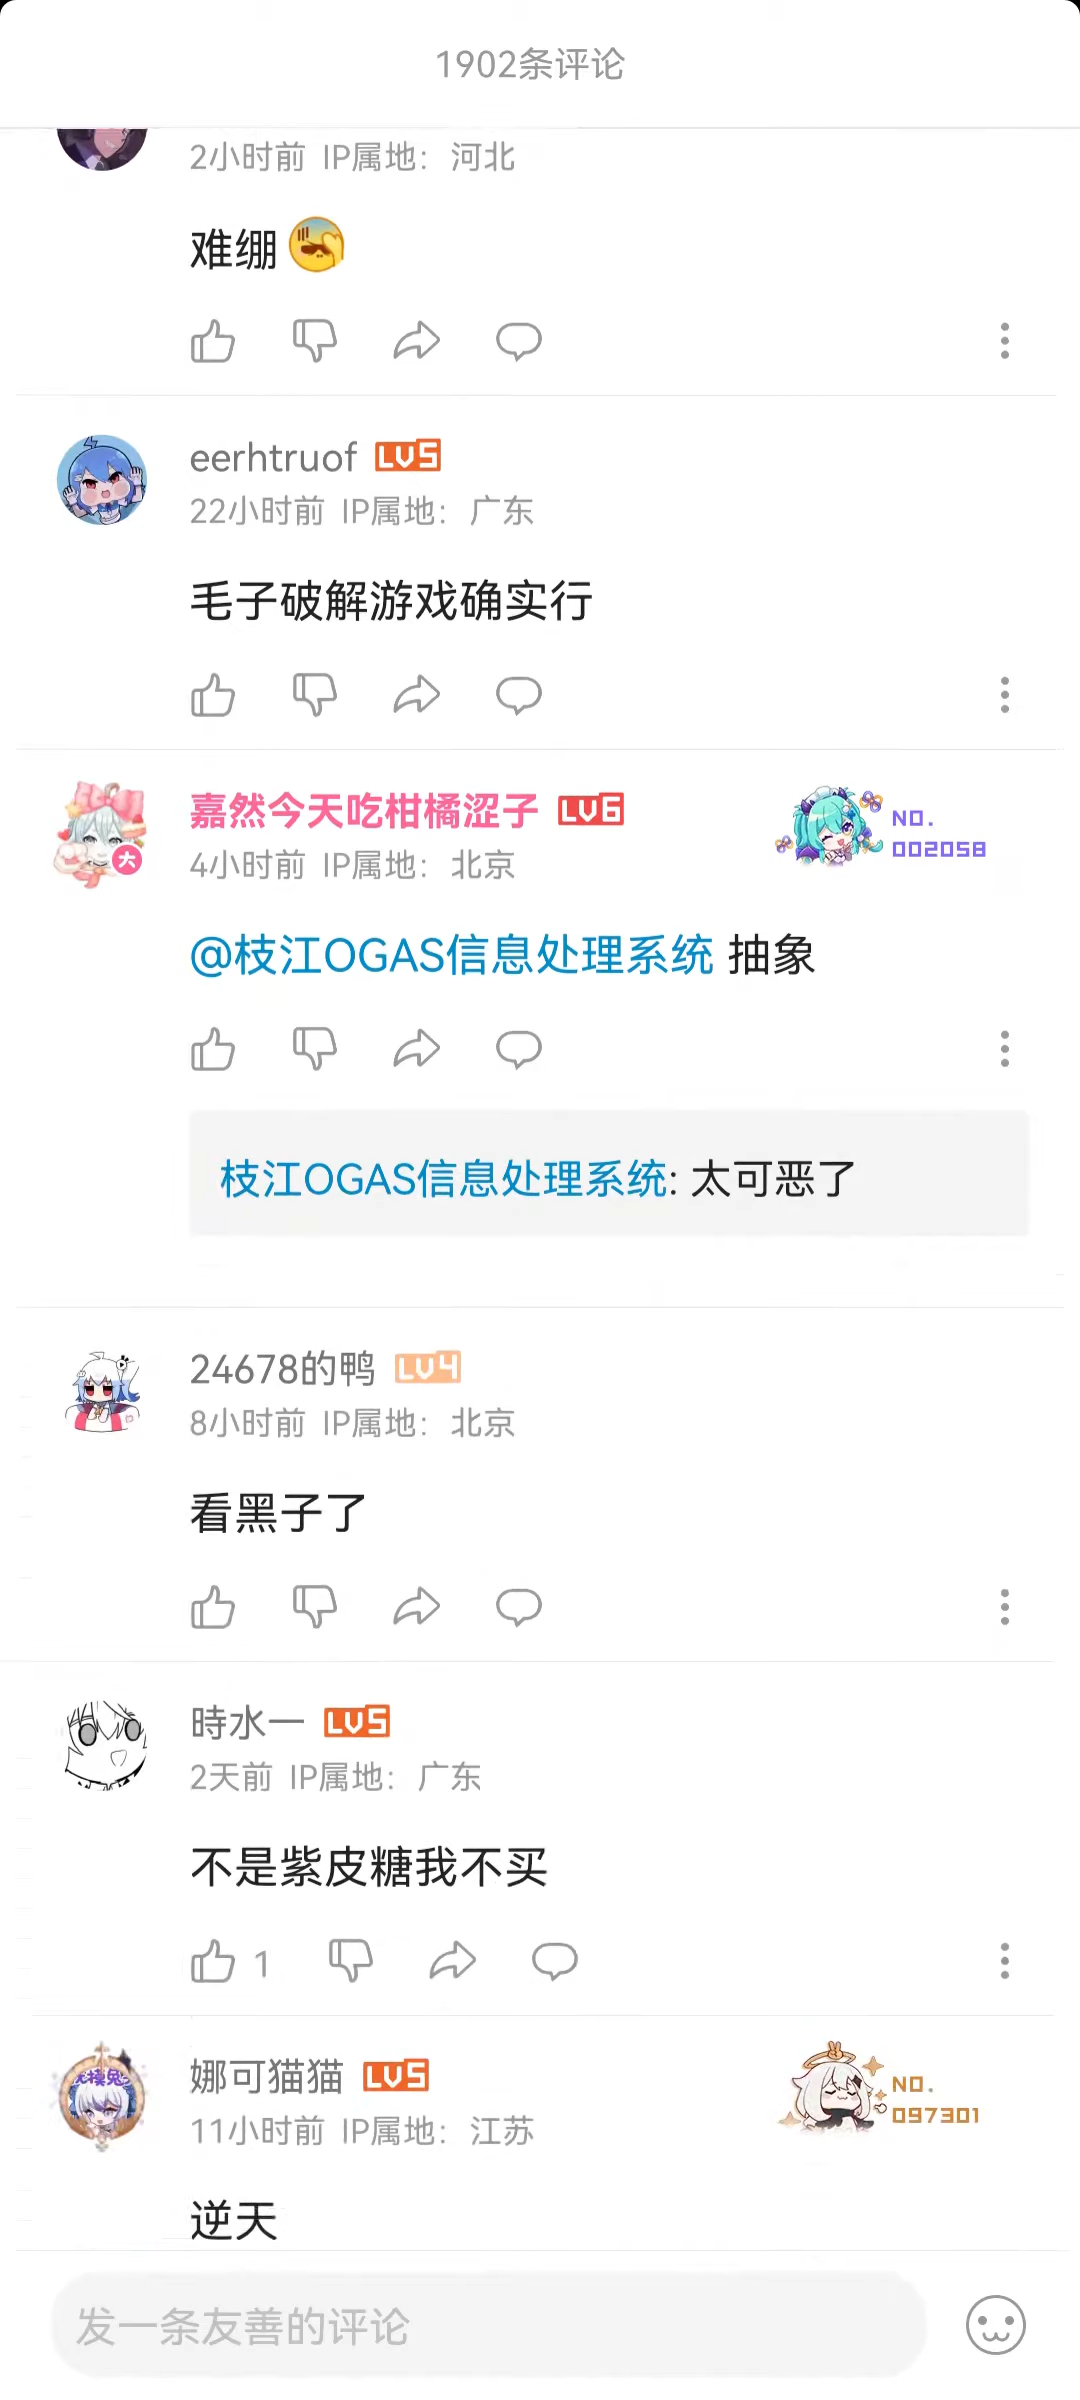 1902条评论
2小时前 IP属地：河北
难绷
eerhtruof LV5
22小时前 IP属地：广东
毛子破解游戏确实行
嘉然今天吃柑橘涩子 LV6
NO.
002058
4小时前 IP属地：北京
大
@枝江OGAS信息处理系统 抽象
枝江OGAS信息处理系统: 太可恶了
24678的鸭 LV4
8小时前 IP属地：北京
看黑子了
時水一 LV5
2天前 IP属地：广东
不是紫皮糖我不买
1
娜可猫猫 LV5
NO.
097301
11小时前 IP属地：江苏
逆天
发一条友善的评论